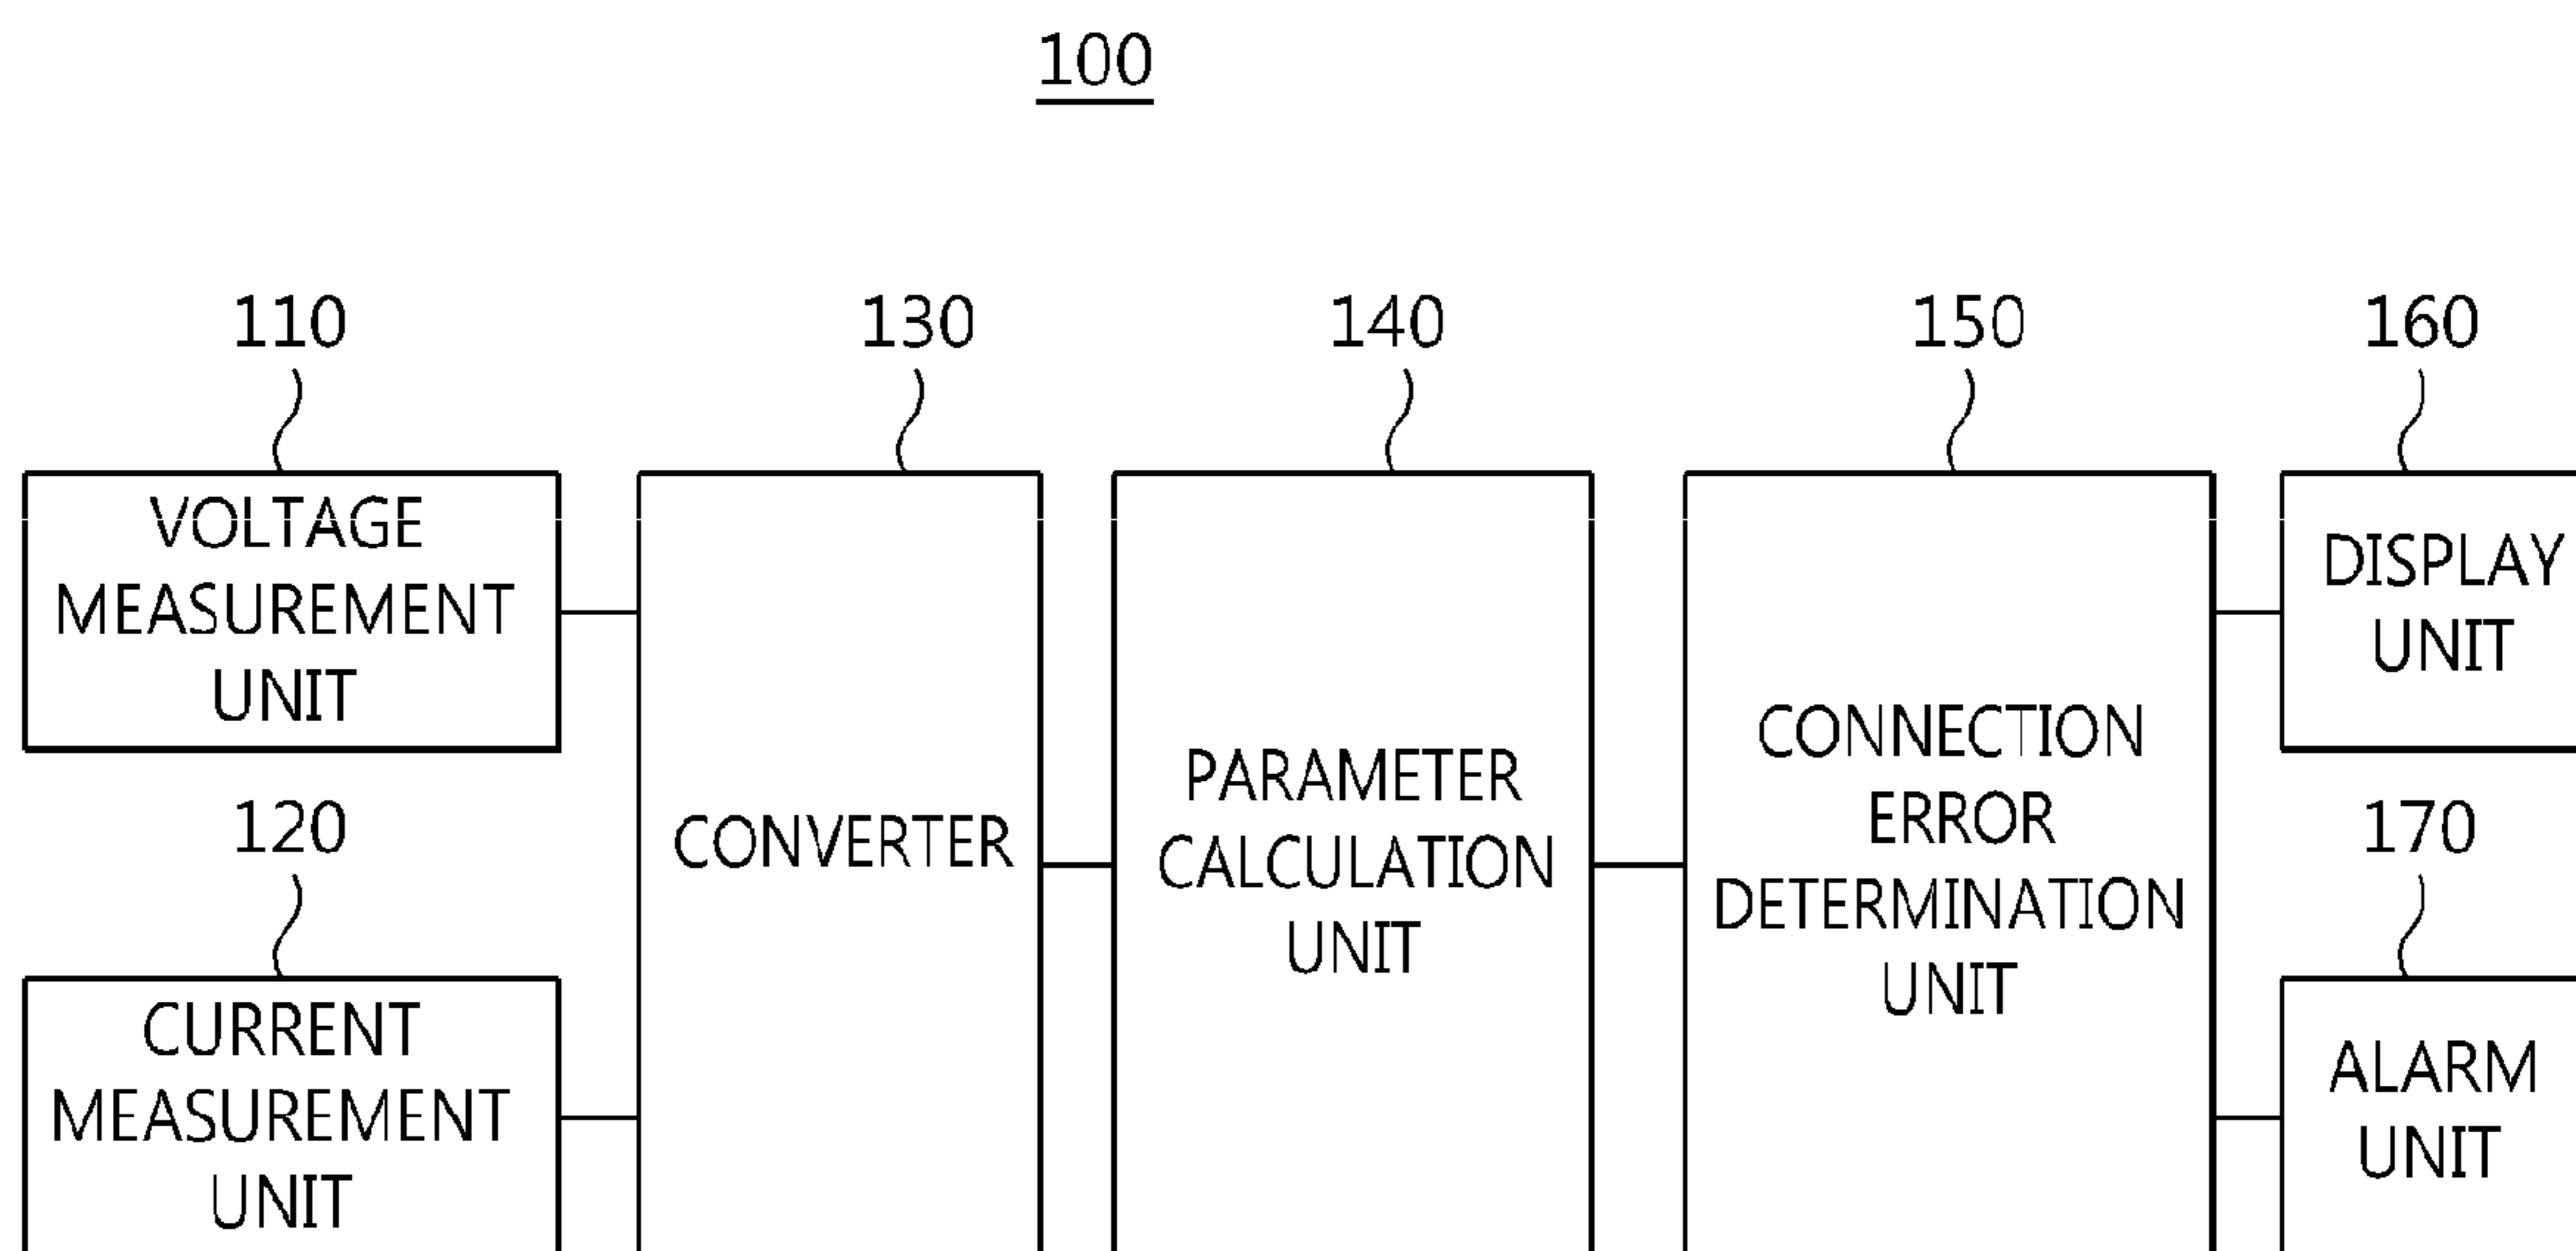 100
110
VOLTAGE
MEASUREMENT
UNIT
120
CURRENT
MEASUREMENT
UNIT
130
CONVERTER
140
PARAMETER
CALCULATION
UNIT
150
CONNECTION
ERROR
DETERMINATION
UNIT
160
DISPLAY
UNIT
170
ALARM
UNIT